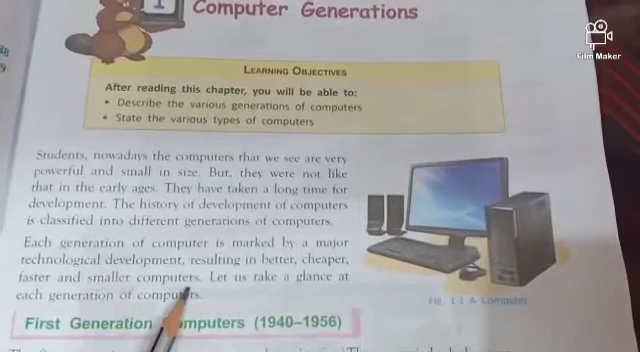 1
Computer Generations
Film Maker
LEARNING OBJECTIVES
After reading this chapter, you will be able to:
• Describe the various generations of computers
• State the various types of computers
Students, nowadays the computers that we see are very
powerful and small in size. But, they were not like
that in the early ages. They have taken a long time for
development. The history of development of computers
is classified into different generations of computers.
Each generation of computer is marked by a major
technological development, resulting in better, cheaper,
faster and smaller computers. Let us take a glance at
each generation of computers.
Fig 1.1 A Computer
First Generation Computers (1940–1956)